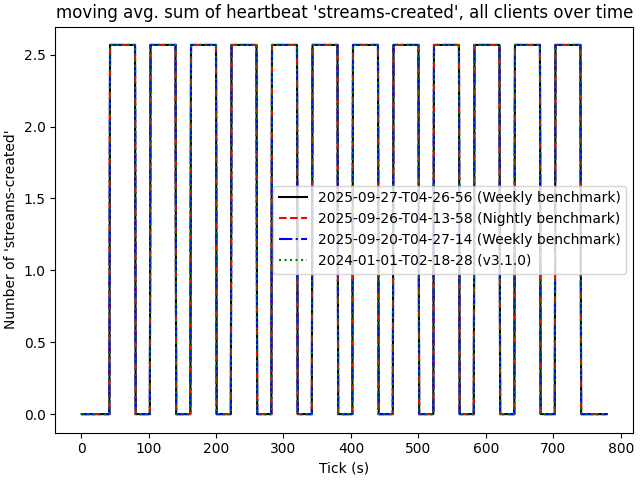 moving avg. sum of heartbeat 'streams-created', all clients over time
Number of 'streams-created'
2.5
2.0
1.5
1.0
0.5
0.0
2025-09-27-T04-26-56 (Weekly benchmark)
2025-09-26-T04-13-58 (Nightly benchmark)
2025-09-20-T04-27-14 (Weekly benchmark)
2024-01-01-T02-18-28 (v3.1.0)
0 100 200 300 400 500 600 700 800
Tick (s)